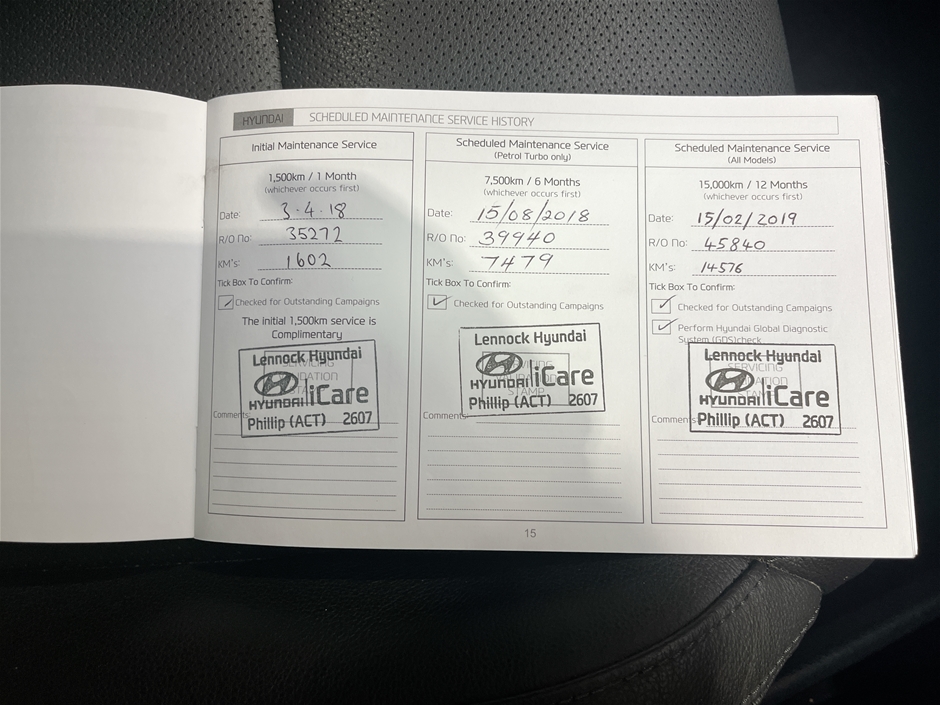 HYUNDAI SCHEDULED MAINTENANCE SERVICE HISTORY
Initial Maintenance Service
1,500km / 1 Month
(whichever occurs first)
Date: 3.4.18
R/O No: 35272
KM's: 1602
Tick Box To Confirm:
Checked for Outstanding Campaigns
The initial 1,500km service is
Complimentary
Lennock Hyundai
HYUNDAI iCare
Phillip (ACT) 2607
Comments
Scheduled Maintenance Service
(Petrol Turbo only)
7,500km / 6 Months
(whichever occurs first)
Date: 15/08/2018
R/O No: 39940
KM's: 7479
Tick Box To Confirm:
Checked for Outstanding Campaigns
Lennock Hyundai
SERVICING
STAMP
HYUNDAI iCare
Phillip (ACT) 2607
Comments
Scheduled Maintenance Service
(All Models)
15,000km / 12 Months
(whichever occurs first)
Date: 15/02/2019
R/O No: 45840
KM's: 14576
Tick Box To Confirm:
Checked for Outstanding Campaigns
Perform Hyundai Global Diagnostic
System (GDS)check
Lennock Hyundai
SERVICING
HYUNDAI iCare
Phillip (ACT) 2607
Comments
15